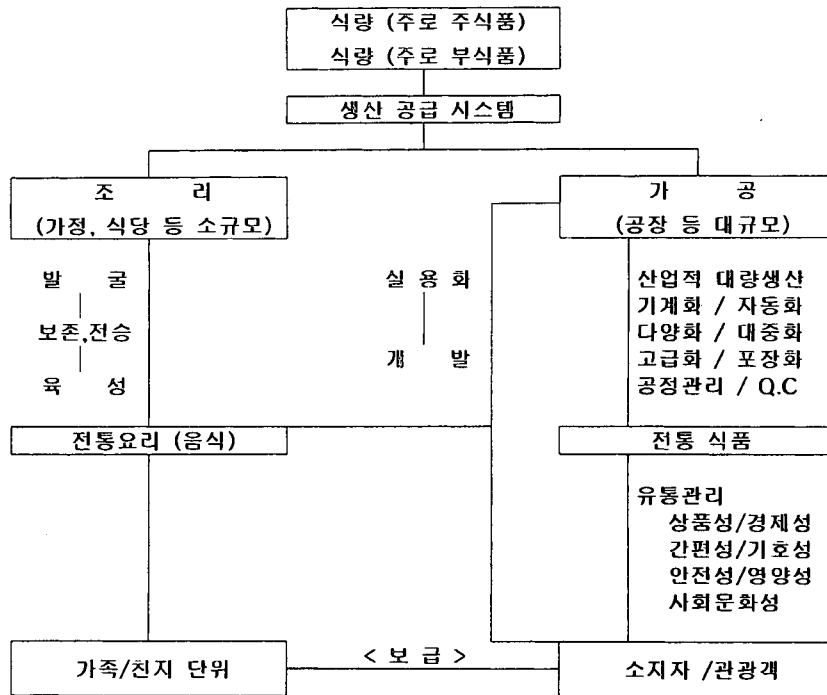 식량 (주로 주식품)
식량 (주로 부식품)
생산 공급 시스템
조 리
(가정, 식당 등 소규모)
가 공
(공장 등 대규모)
발 굴
보존,전승
육 성
실 용 화
개 발
산업적 대량생산
기계화 / 자동화
다양화 / 대중화
고급화 / 포장화
공정관리 / Q.C
전통요리 (음식)
전통 식품
유통관리
상품성/경제성
간편성/기호성
안전성/영양성
사회문화성
가족/친지 단위
< 보 급 >
소지자 /관광객